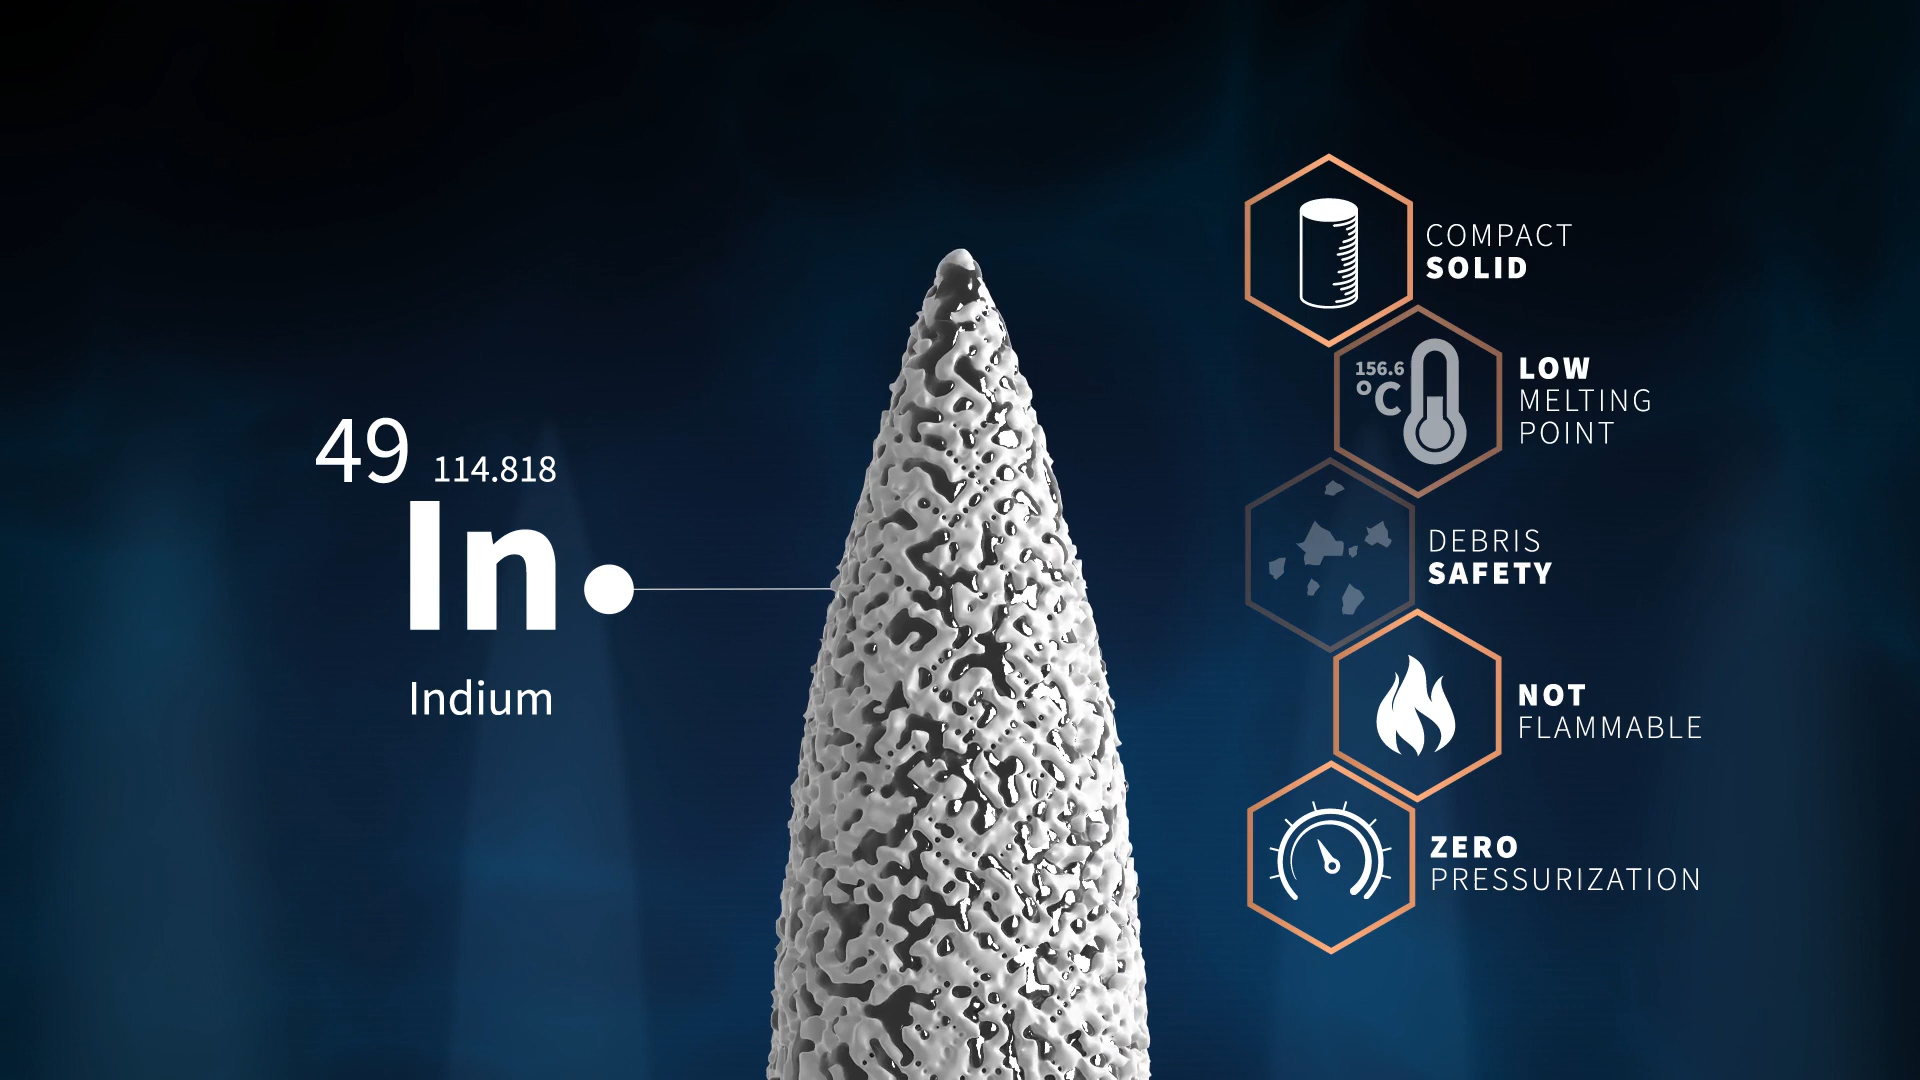 49 114.818
In
Indium
COMPACT
SOLID
156.6
°C
LOW
MELTING
POINT
DEBRIS
SAFETY
NOT
FLAMMABLE
ZERO
PRESSURIZATION